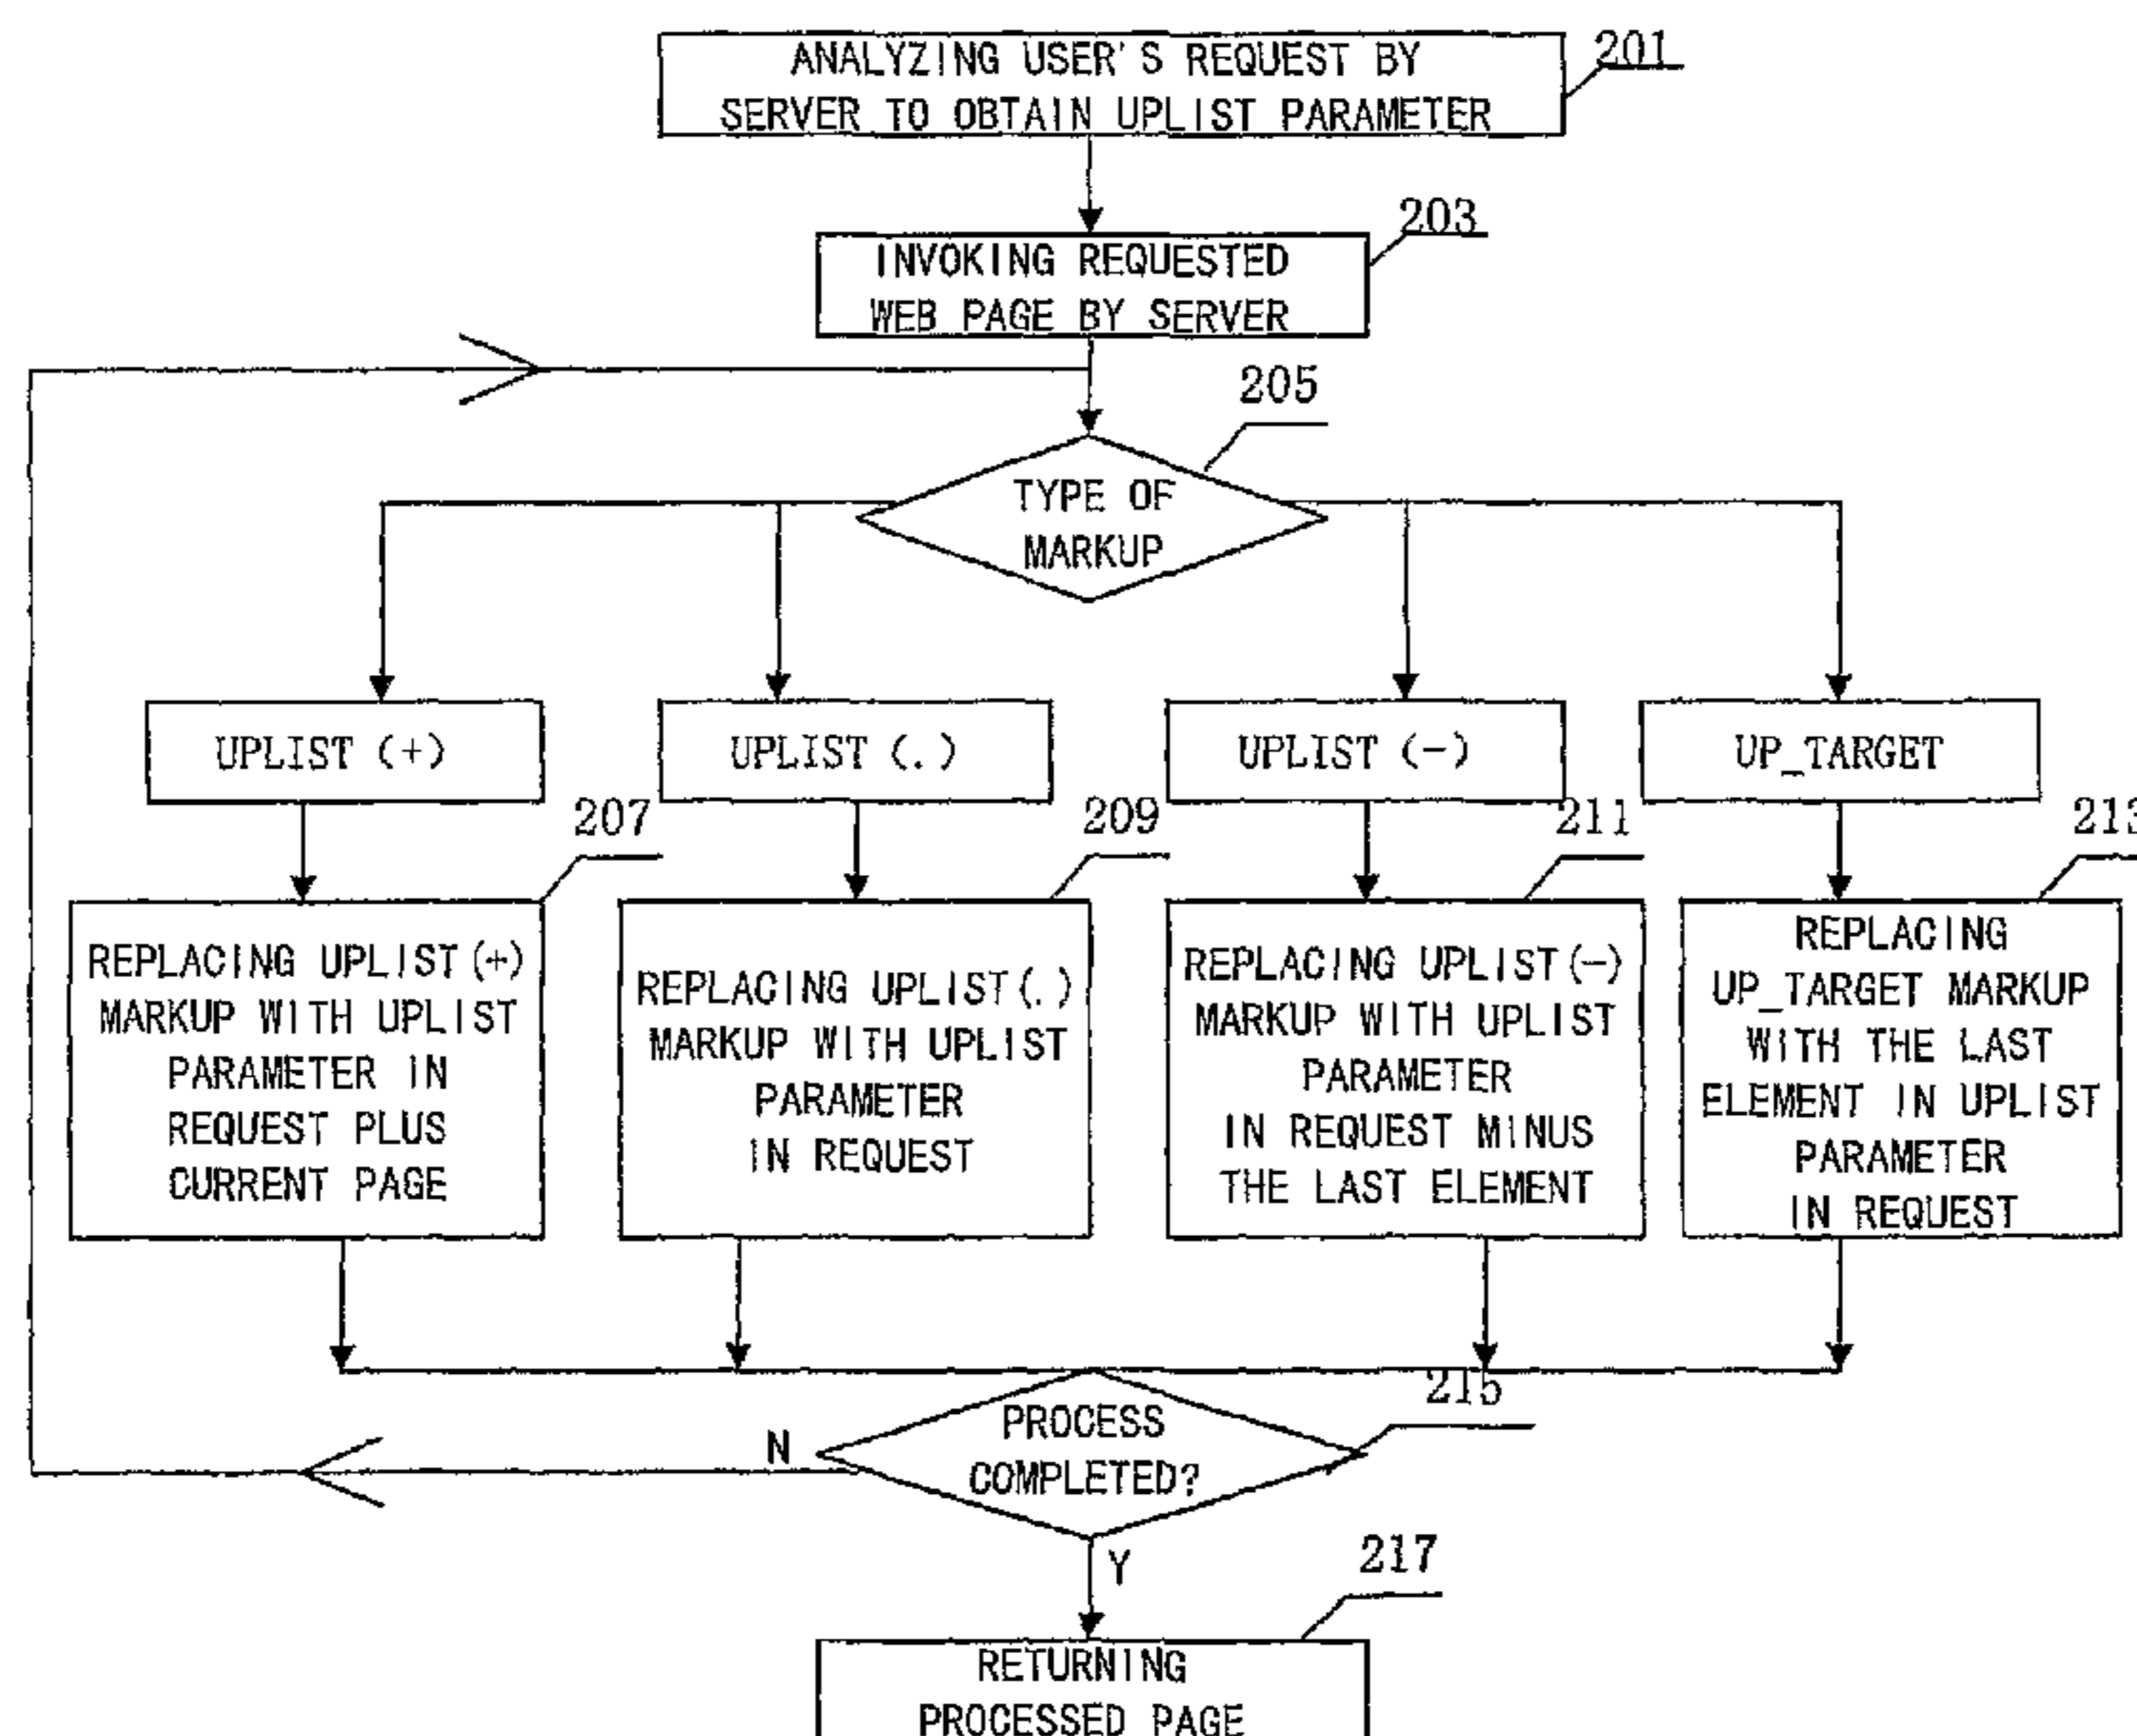 ANALYZING USER'S REQUEST BY
SERVER TO OBTAIN UPLIST PARAMETER
201
INVOKING REQUESTED
WEB PAGE BY SERVER
203
TYPE OF
MARKUP
205
UPLIST (+)
UPLIST (.)
UPLIST (-)
UP_TARGET
207
209
211
213
REPLACING UPLIST(+)
MARKUP WITH UPLIST
PARAMETER IN
REQUEST PLUS
CURRENT PAGE
REPLACING UPLIST(.)
MARKUP WITH UPLIST
PARAMETER
IN REQUEST
REPLACING UPLIST(-)
MARKUP WITH UPLIST
PARAMETER
IN REQUEST MINUS
THE LAST ELEMENT
REPLACING
UP_TARGET MARKUP
WITH THE LAST
ELEMENT IN UPLIST
PARAMETER
IN REQUEST
215
PROCESS
COMPLETED?
N
Y
217
RETURNING
PROCESSED PAGE